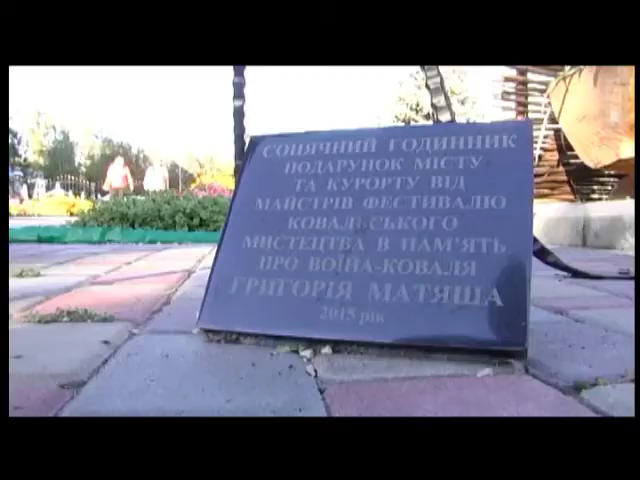 СОНЯЧНИЙ ГОДИННИК
ПОДАРУНОК МІСТУ
ТА КУРОРТУ ВІД
МАЙСТРІВ ФЕСТИВАЛЮ
КОВАЛЬСЬКОГО
МИСТЕЦТВА В ПАМ'ЯТЬ
ПРО ВОЇНА-КОВАЛЯ
ГРИГОРІЯ МАТЯША
2015 рік